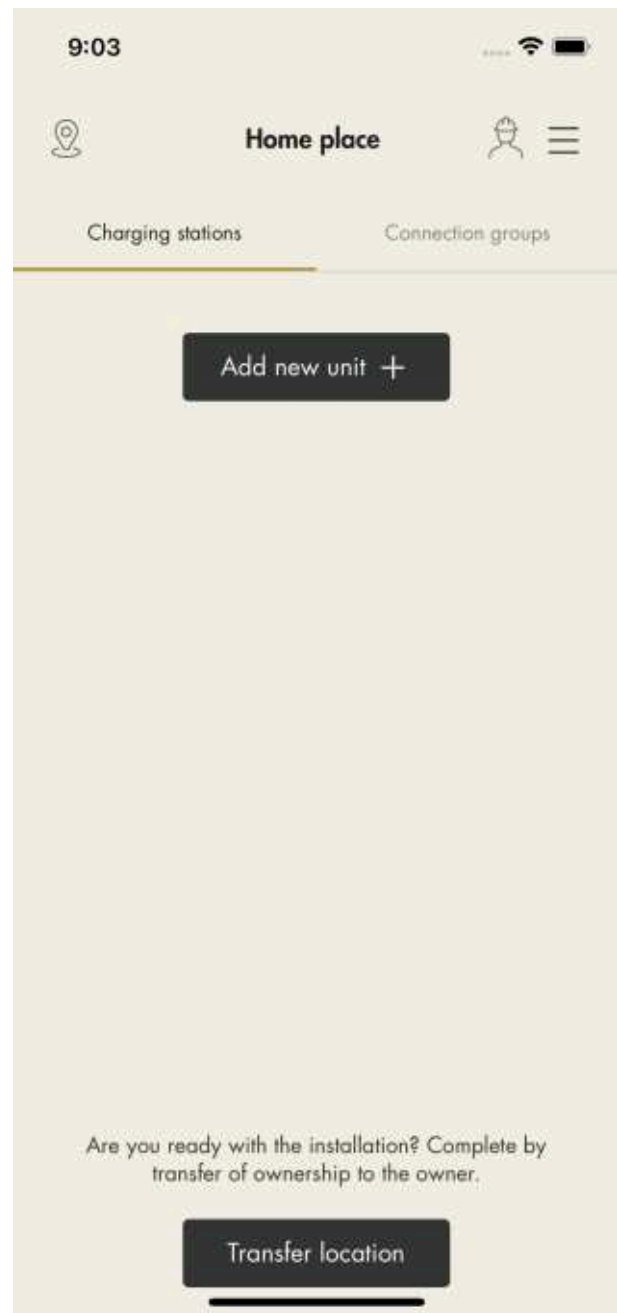 9:03
Home place
Charging stations
Connection groups
Add new unit +
Are you ready with the installation? Complete by
transfer of ownership to the owner.
Transfer location